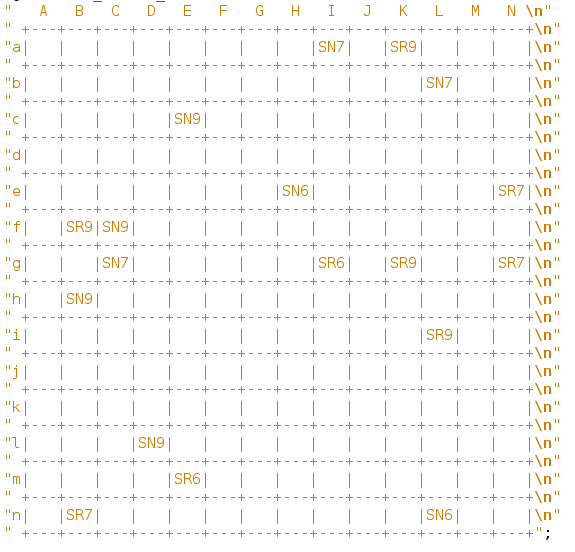 "   A   B   C   D   E   F   G   H   I   J   K   L   M   N \n"
" +---+---+---+---+---+---+---+---+---+---+---+---+---+---+\n"
"a|   |   |   |   |   |   |   |   |SN7|   |SR9|   |   |   |\n"
" +---+---+---+---+---+---+---+---+---+---+---+---+---+---+\n"
"b|   |   |   |   |   |   |   |   |   |   |   |SN7|   |   |\n"
" +---+---+---+---+---+---+---+---+---+---+---+---+---+---+\n"
"c|   |   |   |   |SN9|   |   |   |   |   |   |   |   |   |\n"
" +---+---+---+---+---+---+---+---+---+---+---+---+---+---+\n"
"d|   |   |   |   |   |   |   |   |   |   |   |   |   |   |\n"
" +---+---+---+---+---+---+---+---+---+---+---+---+---+---+\n"
"e|   |   |   |   |   |   |   |SN6|   |   |   |   |   |SR7|\n"
" +---+---+---+---+---+---+---+---+---+---+---+---+---+---+\n"
"f|   |SR9|SN9|   |   |   |   |   |   |   |   |   |   |   |\n"
" +---+---+---+---+---+---+---+---+---+---+---+---+---+---+\n"
"g|   |   |SN7|   |   |   |   |   |SR6|   |SR9|   |   |SR7|\n"
" +---+---+---+---+---+---+---+---+---+---+---+---+---+---+\n"
"h|   |SN9|   |   |   |   |   |   |   |   |   |   |   |   |\n"
" +---+---+---+---+---+---+---+---+---+---+---+---+---+---+\n"
"i|   |   |   |   |   |   |   |   |   |   |   |SR9|   |   |\n"
" +---+---+---+---+---+---+---+---+---+---+---+---+---+---+\n"
"j|   |   |   |   |   |   |   |   |   |   |   |   |   |   |\n"
" +---+---+---+---+---+---+---+---+---+---+---+---+---+---+\n"
"k|   |   |   |   |   |   |   |   |   |   |   |   |   |   |\n"
" +---+---+---+---+---+---+---+---+---+---+---+---+---+---+\n"
"l|   |   |   |SN9|   |   |   |   |   |   |   |   |   |   |\n"
" +---+---+---+---+---+---+---+---+---+---+---+---+---+---+\n"
"m|   |   |   |   |SR6|   |   |   |   |   |   |   |   |   |\n"
" +---+---+---+---+---+---+---+---+---+---+---+---+---+---+\n"
"n|   |SR7|   |   |   |   |   |   |   |   |   |SN6|   |   |\n"
" +---+---+---+---+---+---+---+---+---+---+---+---+---+---+";